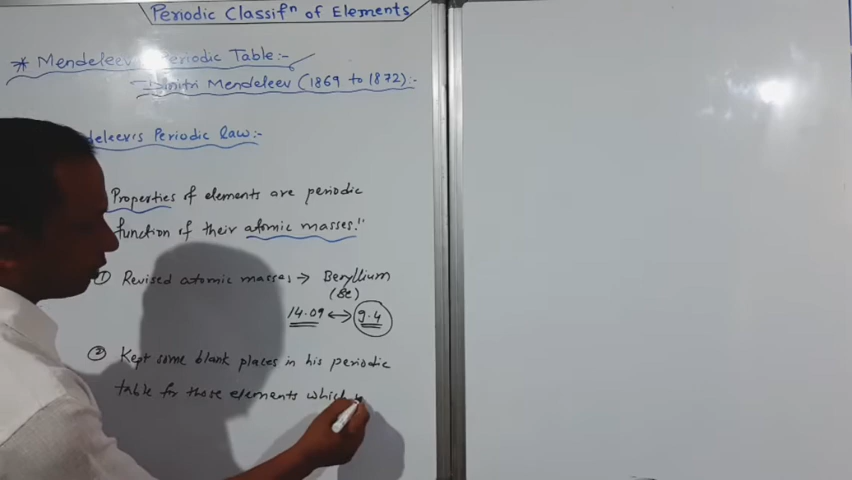 Periodic Classifⁿ of Elements
* Mendeleev Periodic Table:-
Dimitri Mendeleev (1869 to 1872):-
deleev's Periodic law:-
Properties of elements are periodic
function of their atomic masses."
① Revised atomic masses → Beryllium
(Be)
14.09 ↔ 9.4
② Kept some blank places in his periodic
table for those elements which